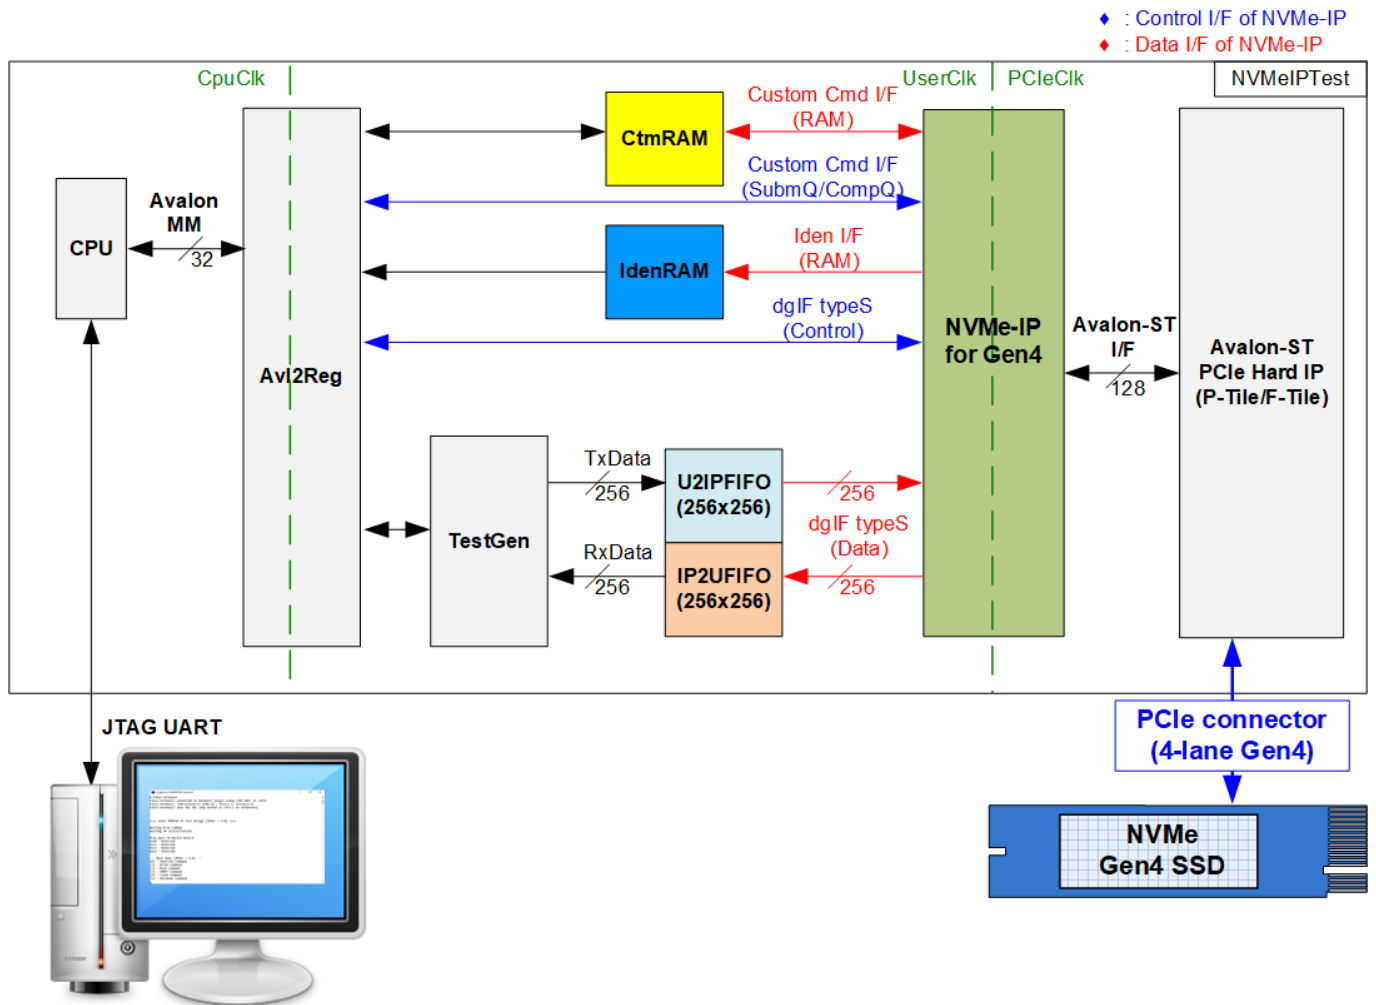 ♦ : Control I/F of NVMe-IP
♦ : Data I/F of NVMe-IP
CpuClk
UserClk
PCIeClk
NVMeIPTest
Custom Cmd I/F
(RAM)
CtmRAM
Custom Cmd I/F
(SubmQ/CompQ)
Avalon
MM
CPU
32
Iden I/F
(RAM)
IdenRAM
dgIF typeS
(Control)
NVMe-IP
for Gen4
Avalon-ST
I/F
128
Avalon-ST
PCIe Hard IP
(P-Tile/F-Tile)
Avl2Reg
TxData
256
U2IPFIFO
(256x256)
256
TestGen
dgIF typeS
(Data)
RxData
256
IP2UFIFO
(256x256)
256
JTAG UART
PCIe connector
(4-lane Gen4)
NVMe
Gen4 SSD